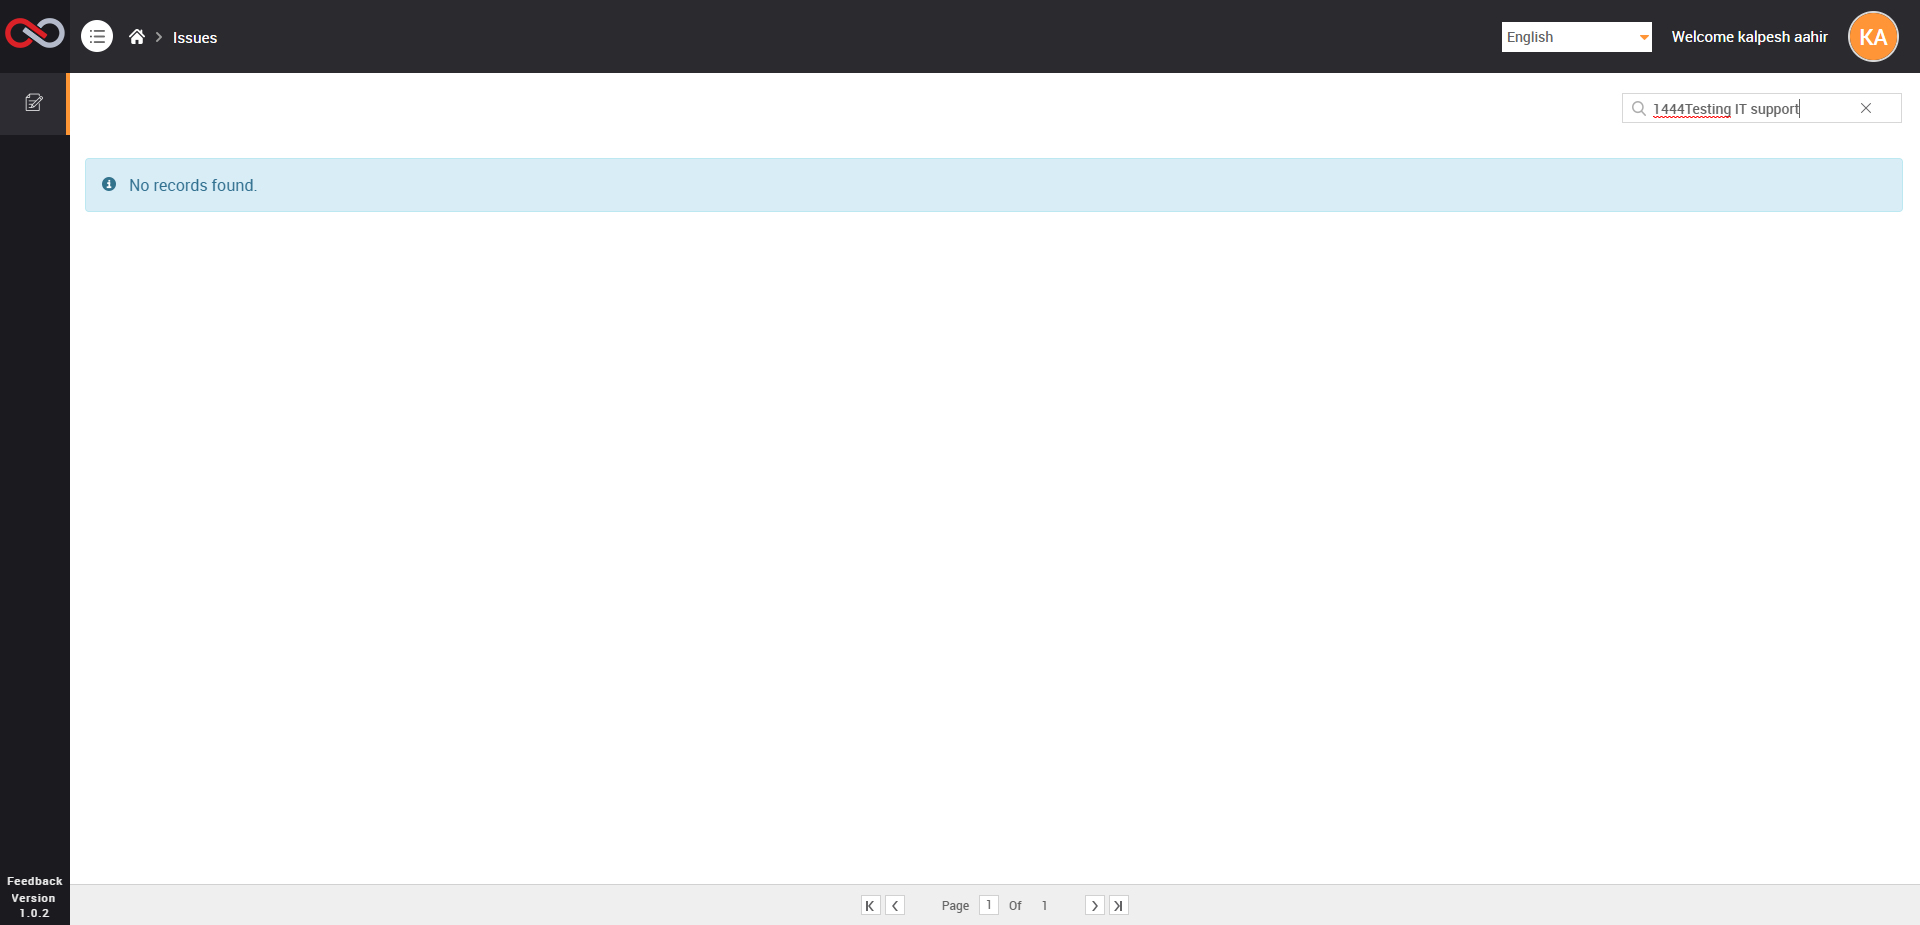 Issues
English
Welcome kalpesh aahir
KA
1444Testing IT support
No records found.
Feedback
Version
1.0.2
Page 1 Of 1